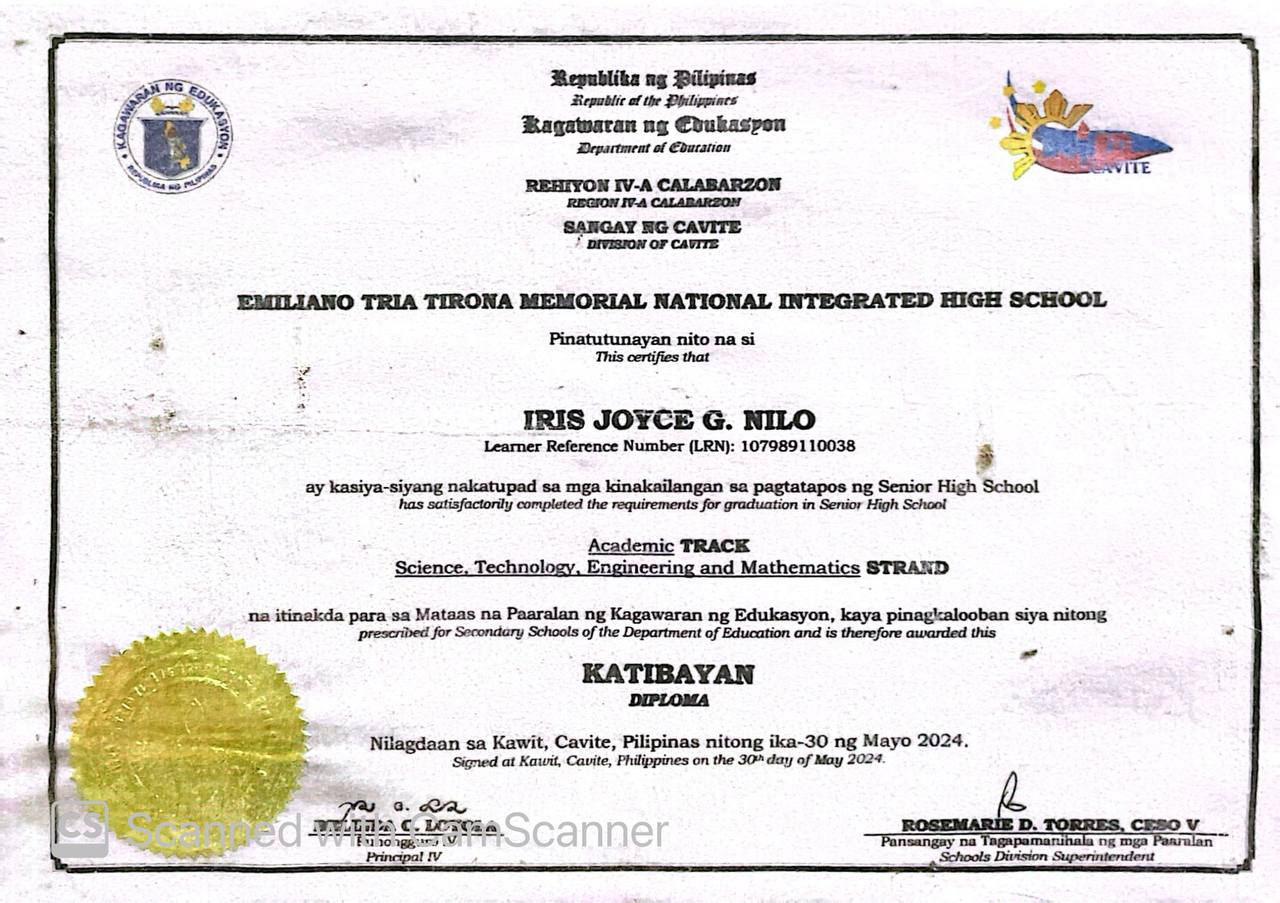 Republika ng Pilipinas
Republic of the Philippines
Kagawaran ng Edukasyon
Department of Education
KAGAWARAN NG EDUKASYON
REPUBLIKA NG PILIPINAS
CAVITE
REHIYON IV-A CALABARZON
REGION IV-A CALABARZON
SANGAY NG CAVITE
DIVISION OF CAVITE
EMILIANO TRIA TIRONA MEMORIAL NATIONAL INTEGRATED HIGH SCHOOL
Pinatutunayan nito na si
This certifies that
IRIS JOYCE G. NILO
Learner Reference Number (LRN): 107989110038
ay kasiya-siyang nakatupad sa mga kinakailangan sa pagtatapos ng Senior High School
has satisfactorily completed the requirements for graduation in Senior High School
Academic TRACK
Science, Technology, Engineering and Mathematics STRAND
na itinakda para sa Mataas na Paaralan ng Kagawaran ng Edukasyon, kaya pinagkalooban siya nitong
prescribed for Secondary Schools of the Department of Education and is therefore awarded this
KATIBAYAN
DIPLOMA
Nilagdaan sa Kawit, Cavite, Pilipinas nitong ika-30 ng Mayo 2024.
Signed at Kawit, Cavite, Philippines on the 30th day of May 2024.
CS Scanned with CamScanner
Principal IV
ROSEMARIE D. TORRES, CESO V
Pansangay na Tagapamanihala ng mga Paaralan
Schools Division Superintendent